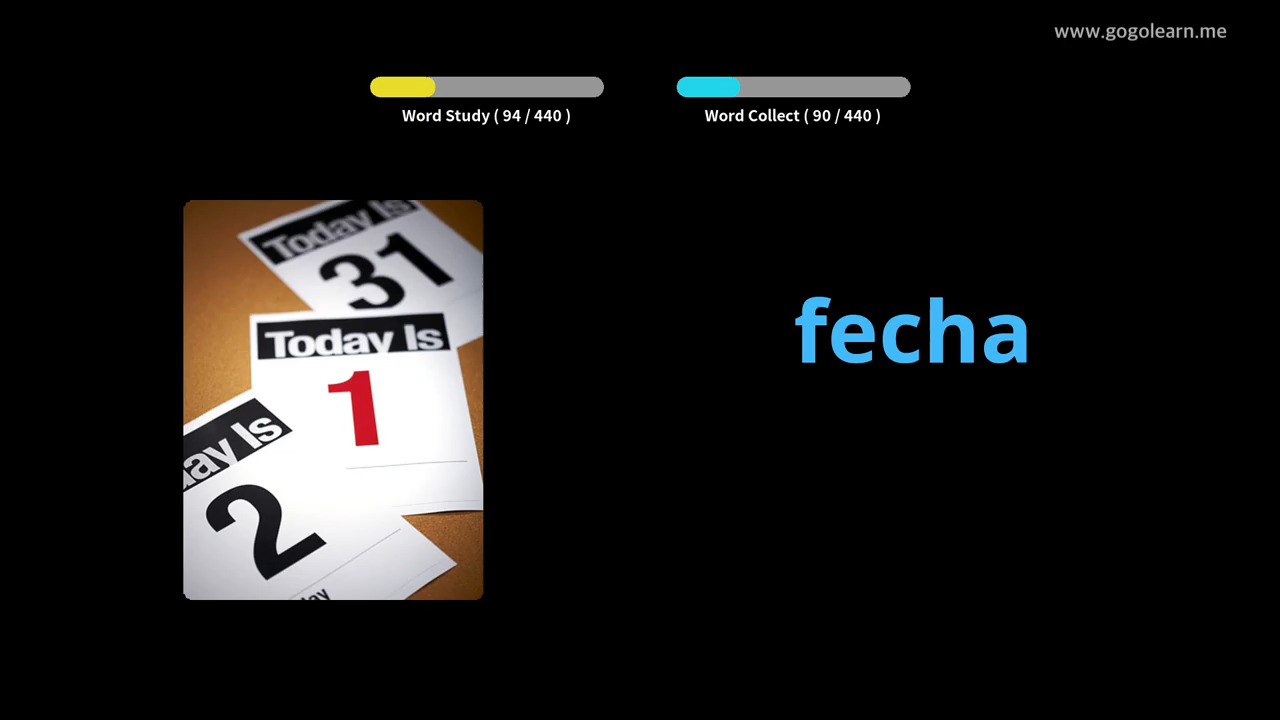 www.gogolearn.me
Word Study ( 94 / 440 )
Word Collect ( 90 / 440 )
Today Is
31
Today Is
1
ay Is
2
fecha